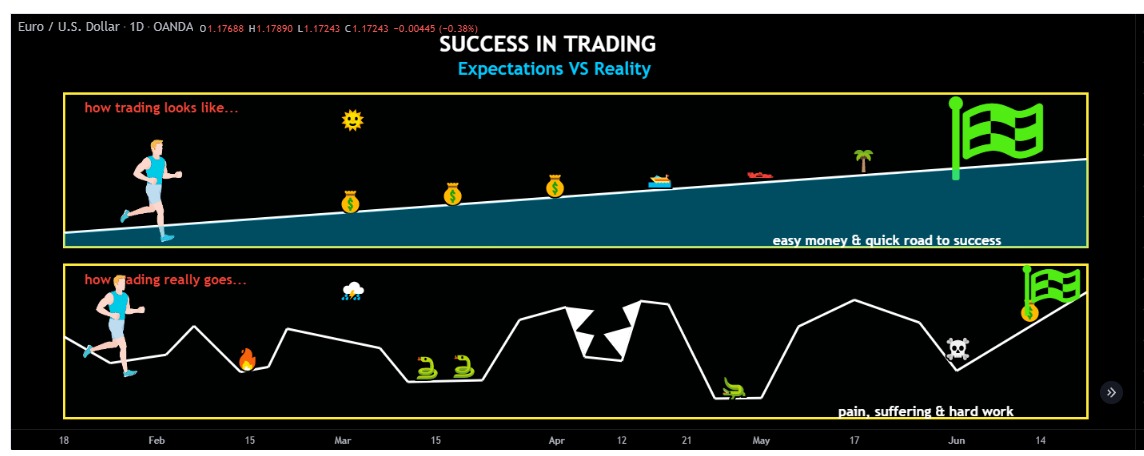 Euro / U.S. Dollar · 1D · OANDA O1.17688 H1.17890 L1.17243 C1.17243 −0.00445 (−0.38%)
SUCCESS IN TRADING
Expectations VS Reality
how trading looks like...
easy money & quick road to success
how ading really goes...
pain, suffering & hard work
18 Feb 15 Mar 15 Apr 12 21 May 17 Jun 14